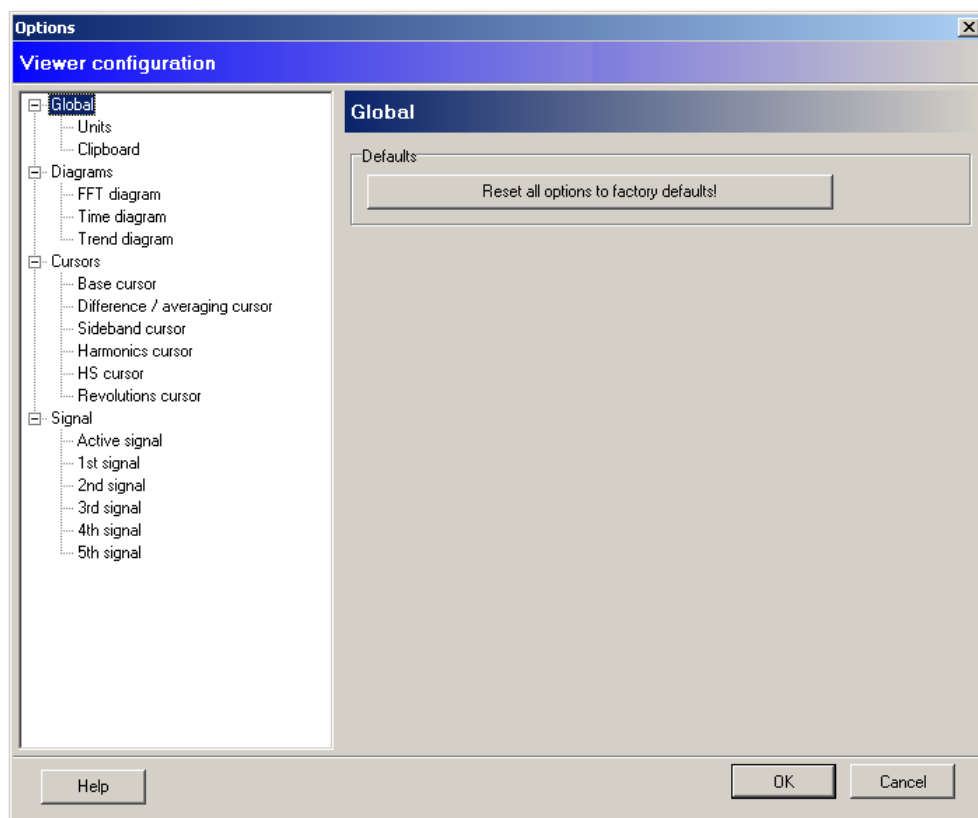 Options
Viewer configuration
Global
Units
Clipboard
Diagrams
FFT diagram
Time diagram
Trend diagram
Cursors
Base cursor
Difference / averaging cursor
Sideband cursor
Harmonics cursor
HS cursor
Revolutions cursor
Signal
Active signal
1st signal
2nd signal
3rd signal
4th signal
5th signal
Global
Defaults
Reset all options to factory defaults!
Help
OK
Cancel